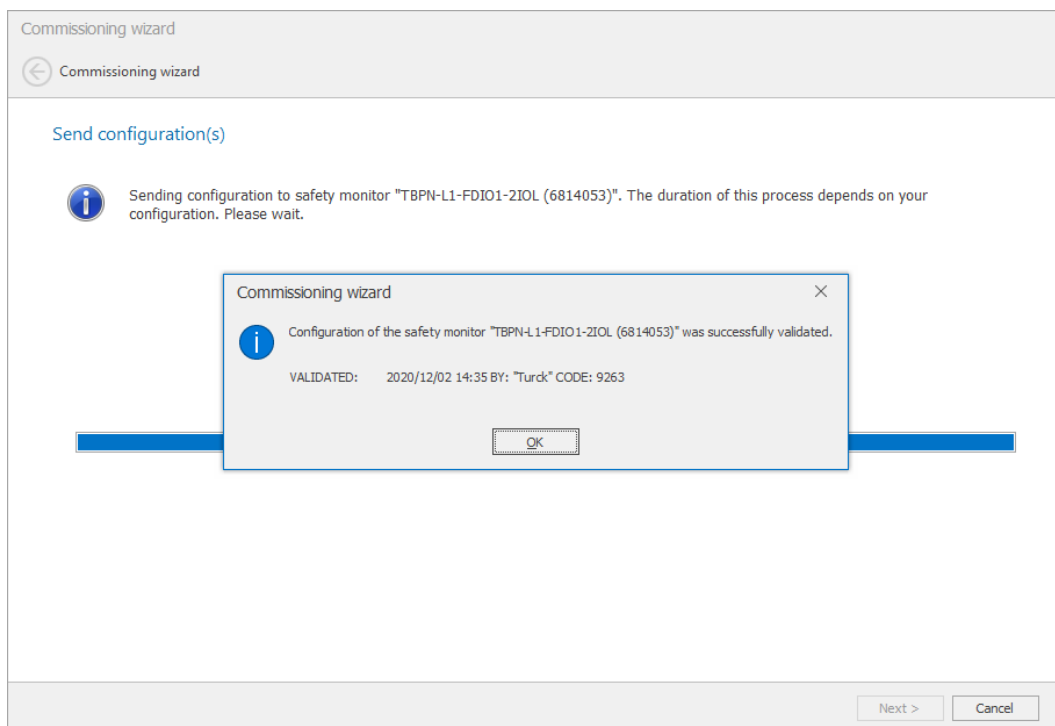 Commissioning wizard
Commissioning wizard
Send configuration(s)
Sending configuration to safety monitor "TBPN-L1-FDIO1-2IOL (6814053)". The duration of this process depends on your
configuration. Please wait.
Commissioning wizard
Configuration of the safety monitor "TBPN-L1-FDIO1-2IOL (6814053)" was successfully validated.
VALIDATED: 2020/12/02 14:35 BY: "Turck" CODE: 9263
OK
Next > Cancel